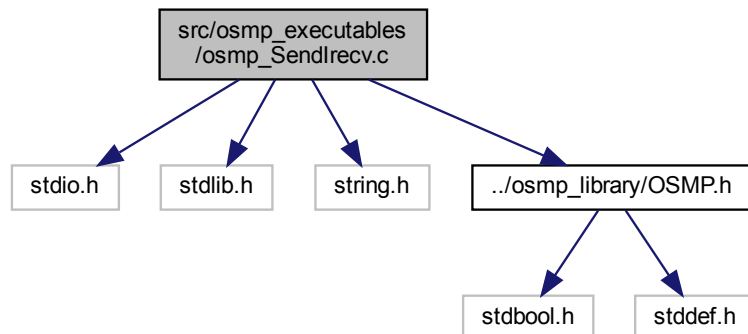 src/osmp_executables
/osmp_SendIrecv.c
stdio.h
stdlib.h
string.h
../osmp_library/OSMP.h
stdbool.h
stddef.h